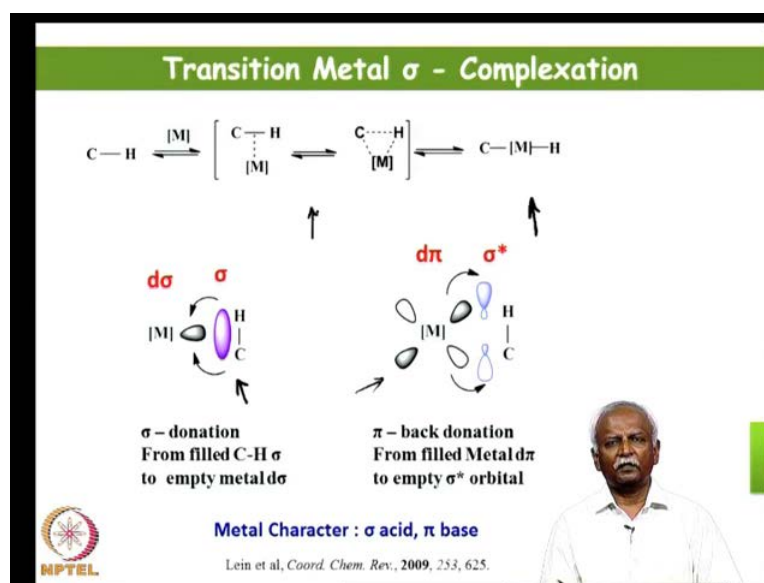 Transition Metal σ - Complexation
C — H [M] [ C — H [M] C ---- H [M] ] C — [M] — H
dσ σ
[M] H C
dπ σ*
[M] H C
σ – donation
From filled C-H σ
to empty metal dσ
π – back donation
From filled Metal dπ
to empty σ* orbital
Metal Character : σ acid, π base
Lein et al, Coord. Chem. Rev., 2009, 253, 625.
NPTEL